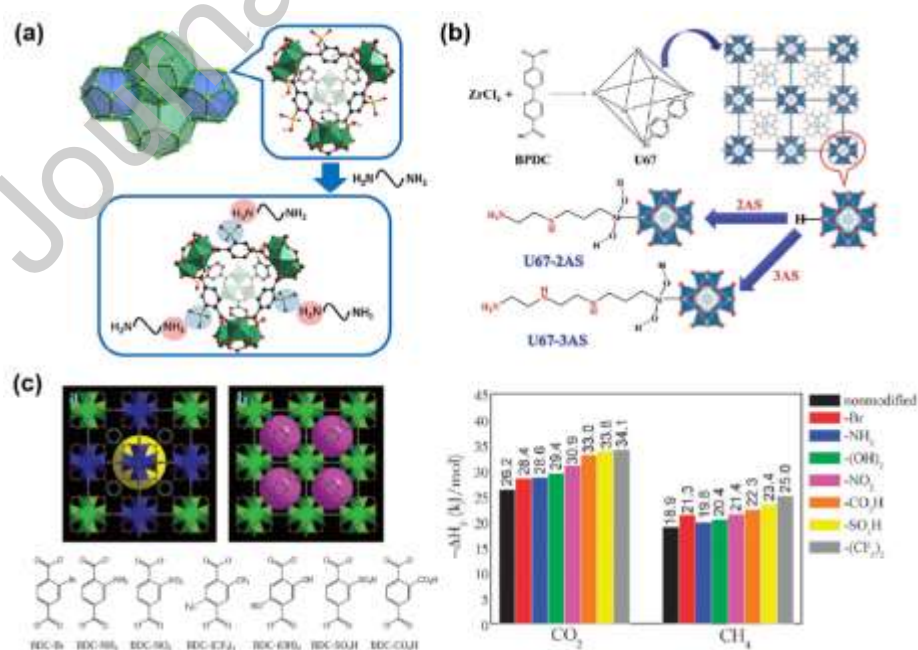 Journa
(a)
H₂N NH₂
H₂N NH₂
H₂N NH₂
H₂N NH₂
(b)
ZrCl₄ +
BPDC
U67
2AS
H
H₂N
N
H
O
H
U67-2AS
3AS
U67-3AS
(c)
BDC-Br BDC-NH₂ BDC-NO₂ BDC-(CF₃)₂ BDC-(OH)₂ BDC-SO₃H BDC-CO₂H
-ΔH₀ (kJ/mol)
45
40
35
30
25
20
15
10
5
0
26.2 28.4 28.6 29.4 30.9 33.0 33.8 34.1
18.9 21.3 19.8 20.4 21.4 22.3 23.4 25.0
CO₂ CH₄
nonmodified
-Br
-NH₂
-(OH)₂
-NO₂
-CO₂H
-SO₃H
-(CF₃)₂